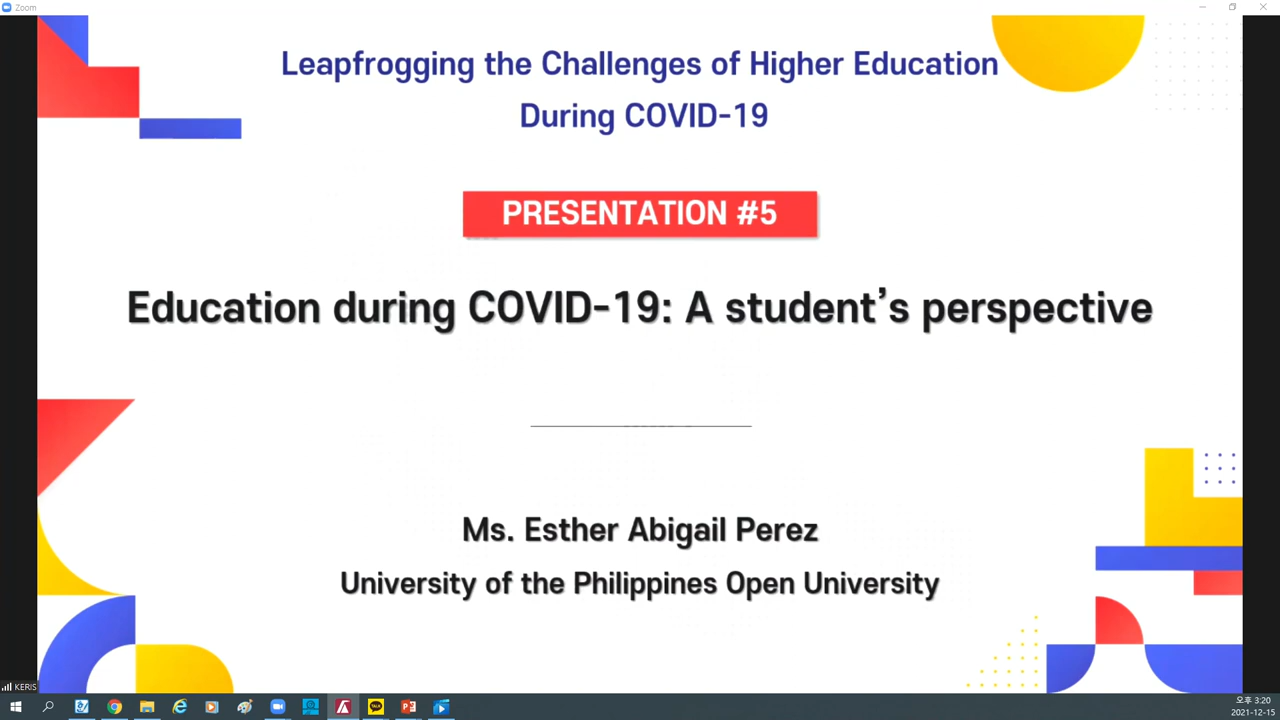 Zoom
Leapfrogging the Challenges of Higher Education
During COVID-19
PRESENTATION #5
Education during COVID-19: A student’s perspective
Ms. Esther Abigail Perez
University of the Philippines Open University
KERIS
TALK
오후 3:20
2021-12-15